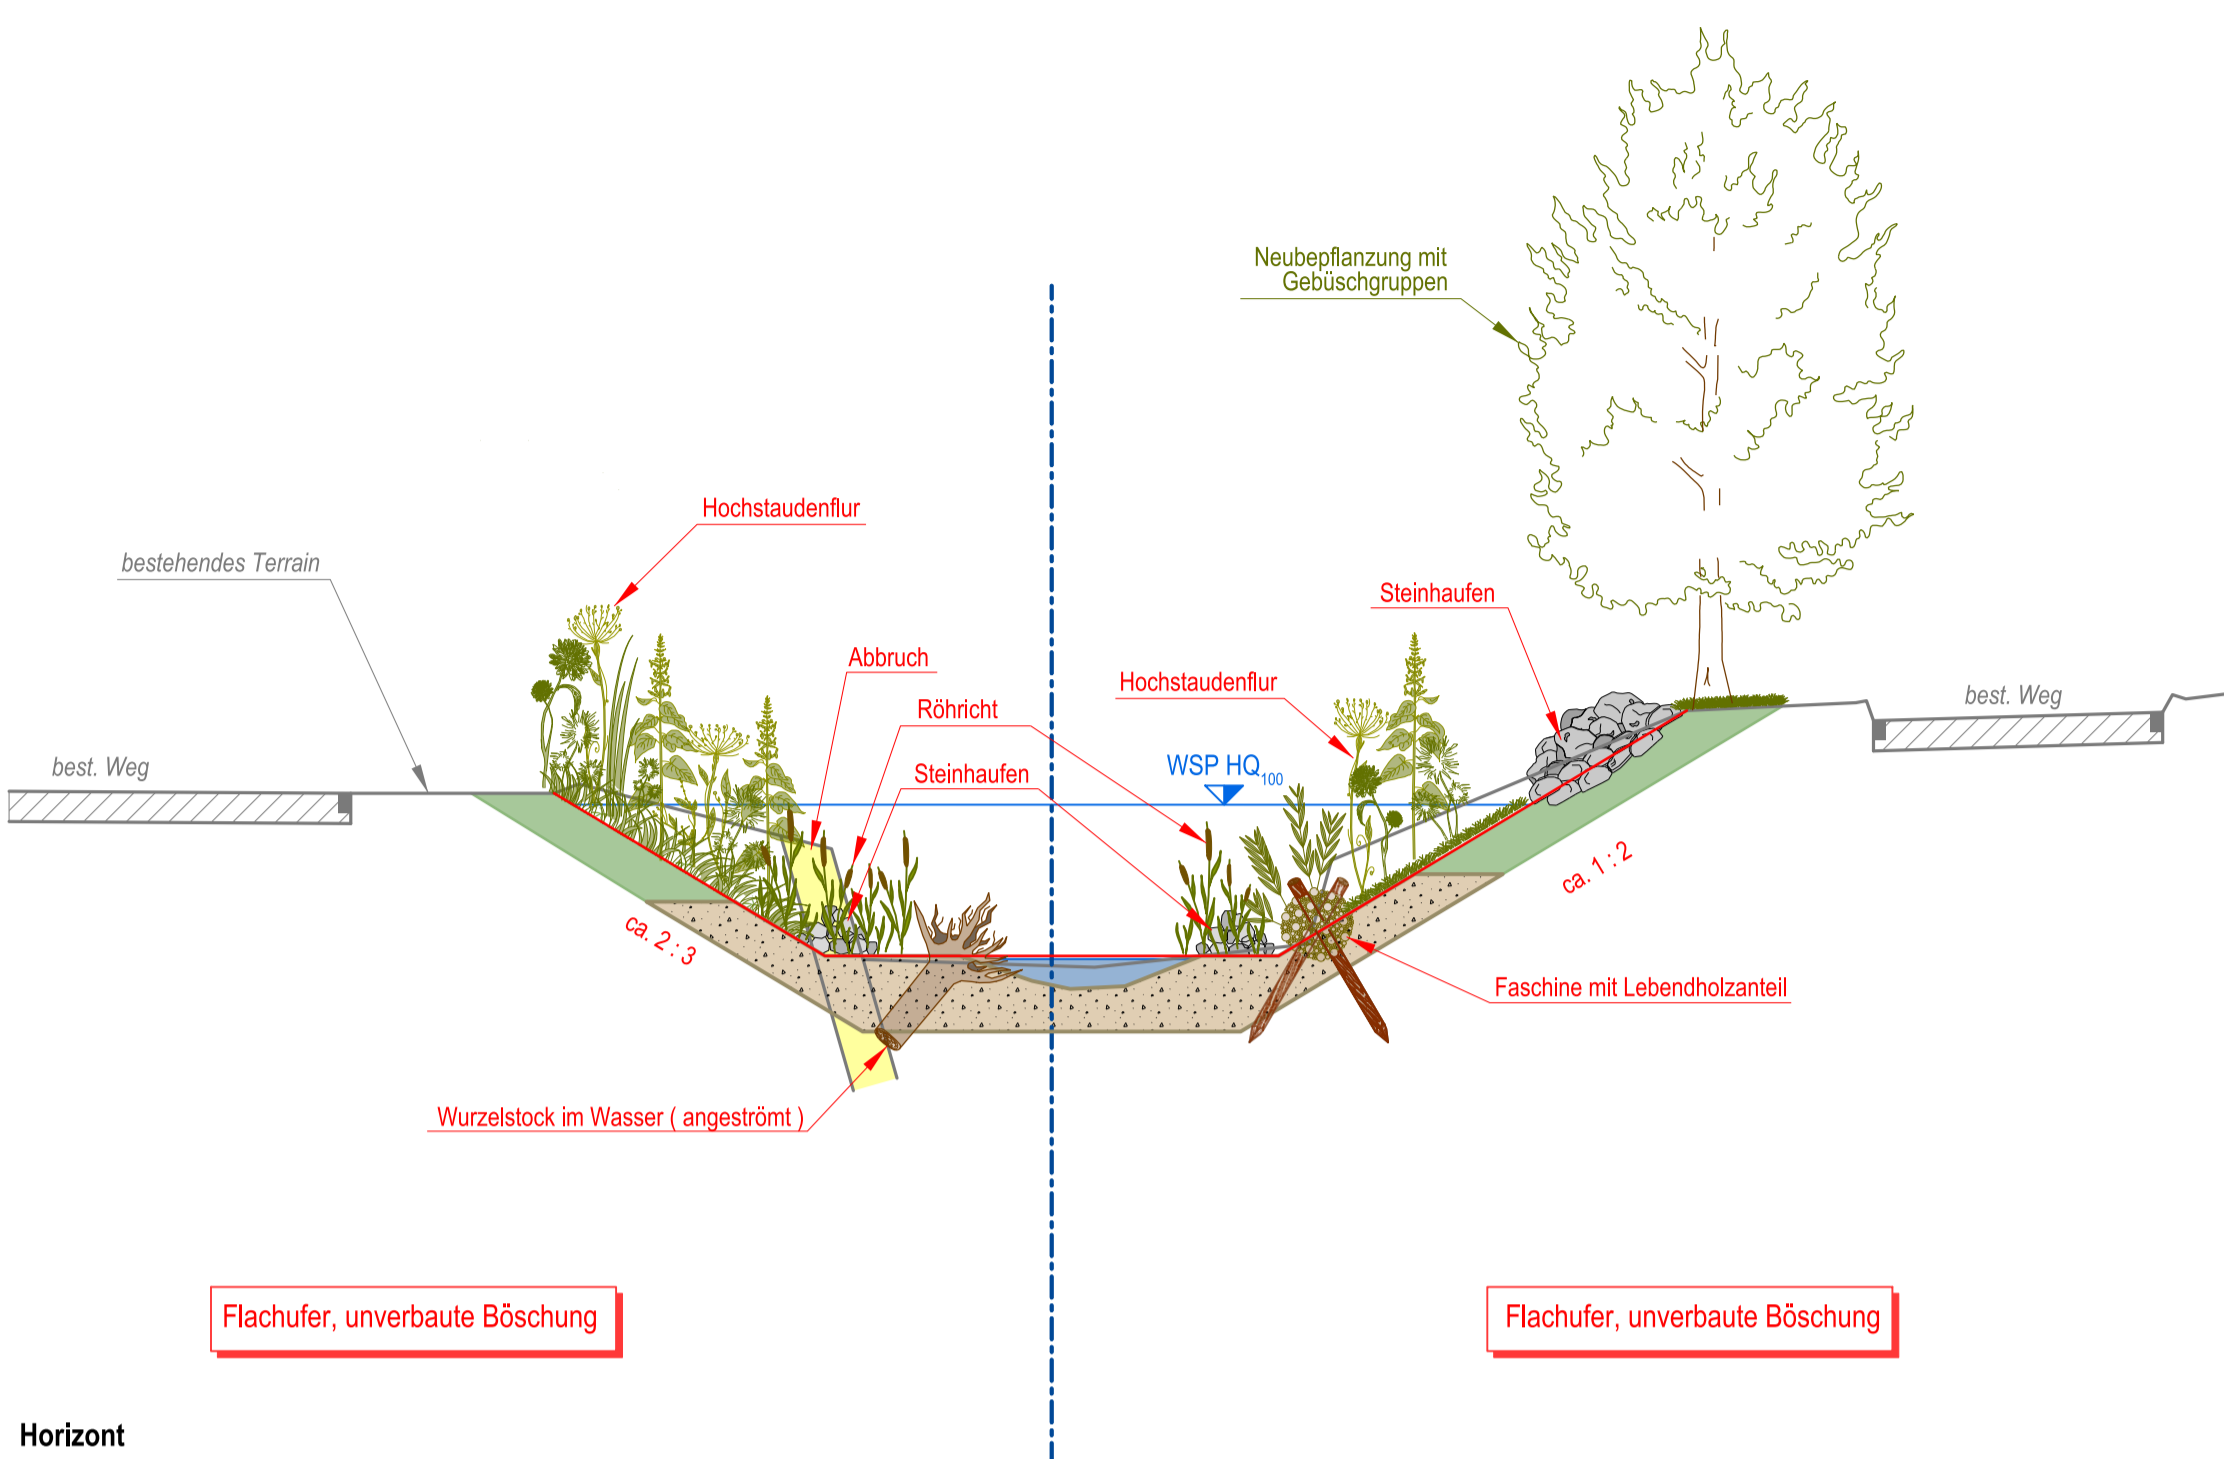 Neubepflanzung mit
Gebüschgruppen
Hochstaudenflur
bestehendes Terrain
Steinhaufen
Abbruch
Hochstaudenflur
Röhricht
best. Weg
best. Weg
WSP HQ100
Steinhaufen
ca. 1 : 2
ca. 2 : 3
Faschine mit Lebendholzanteil
Wurzelstock im Wasser ( angeströmt )
Flachufer, unverbaute Böschung
Flachufer, unverbaute Böschung
Horizont